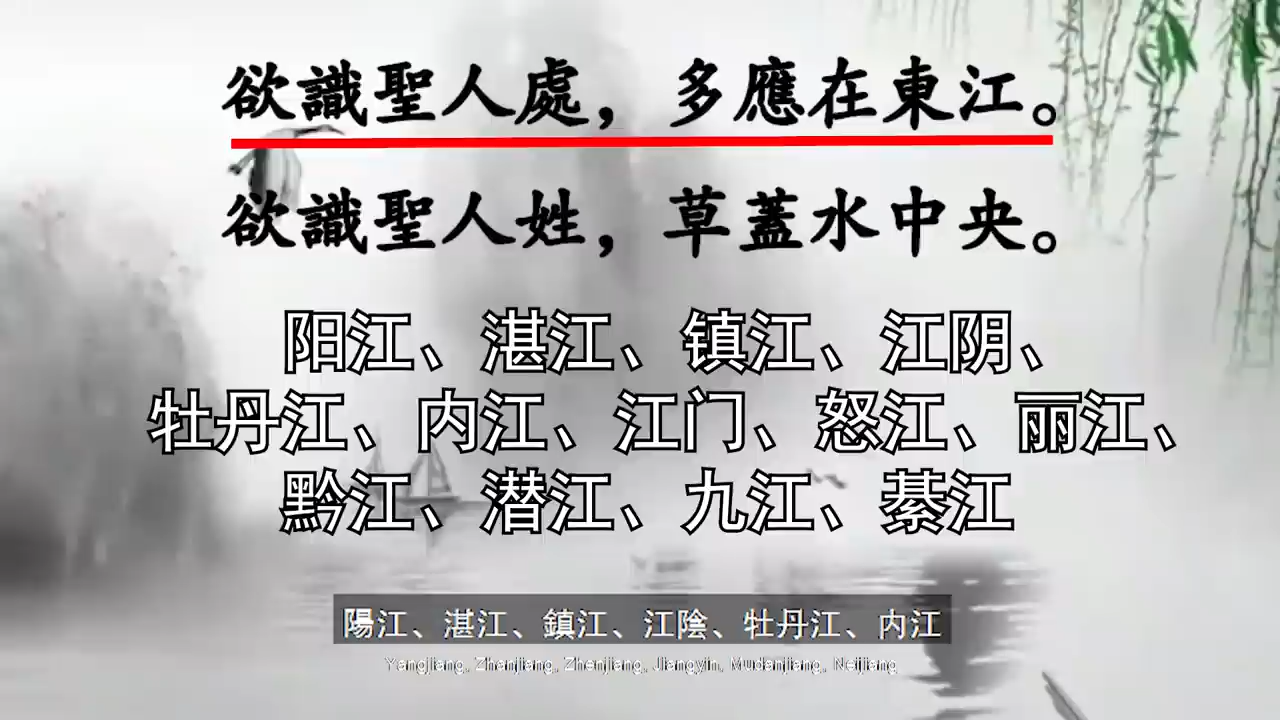 欲識聖人處，多應在東江。
欲識聖人姓，草蓋水中央。
阳江、湛江、镇江、江阴、
牡丹江、内江、江门、怒江、丽江、
黔江、潜江、九江、綦江
陽江、湛江、鎮江、江陰、牡丹江、内江
Yangjiang, Zhanjiang, Zhenjiang, Jiangyin, Mudanjiang, Neijiang